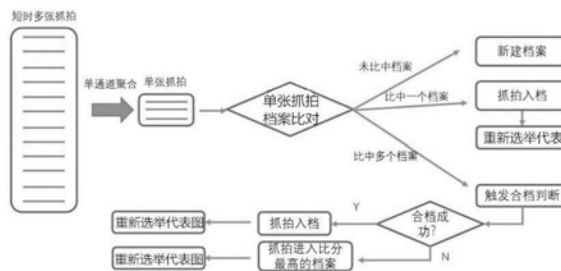 短时多张抓拍
单通道聚合
单张抓拍
单张抓拍
档案比对
未比中档案
新建档案
比中一个档案
抓拍入档
重新选举代表
比中多个档案
触发合档判断
合档成
功?
Y
抓拍入档
重新选举代表图
N
抓拍进入比分
最高的档案
重新选举代表图